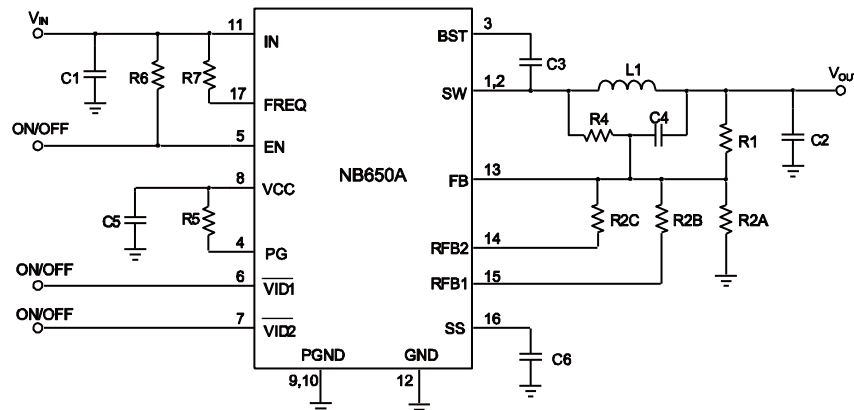 VIN
11
IN
BST
3
C1
R6
R7
C3
L1
SW
1,2
VOU
17
FREQ
ON/OFF
5
EN
R4
C4
R1
C2
NB650A
8
VCC
FB
13
C5
R5
R2C
R2B
R2A
4
PG
RFB2
14
ON/OFF
6
VID1
RFB1
15
ON/OFF
7
VID2
SS
16
C6
PGND
GND
9,10
12